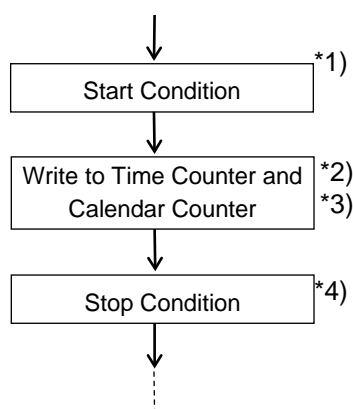 *1)
Start Condition
Write to Time Counter and *2)
Calendar Counter *3)
Stop Condition *4)